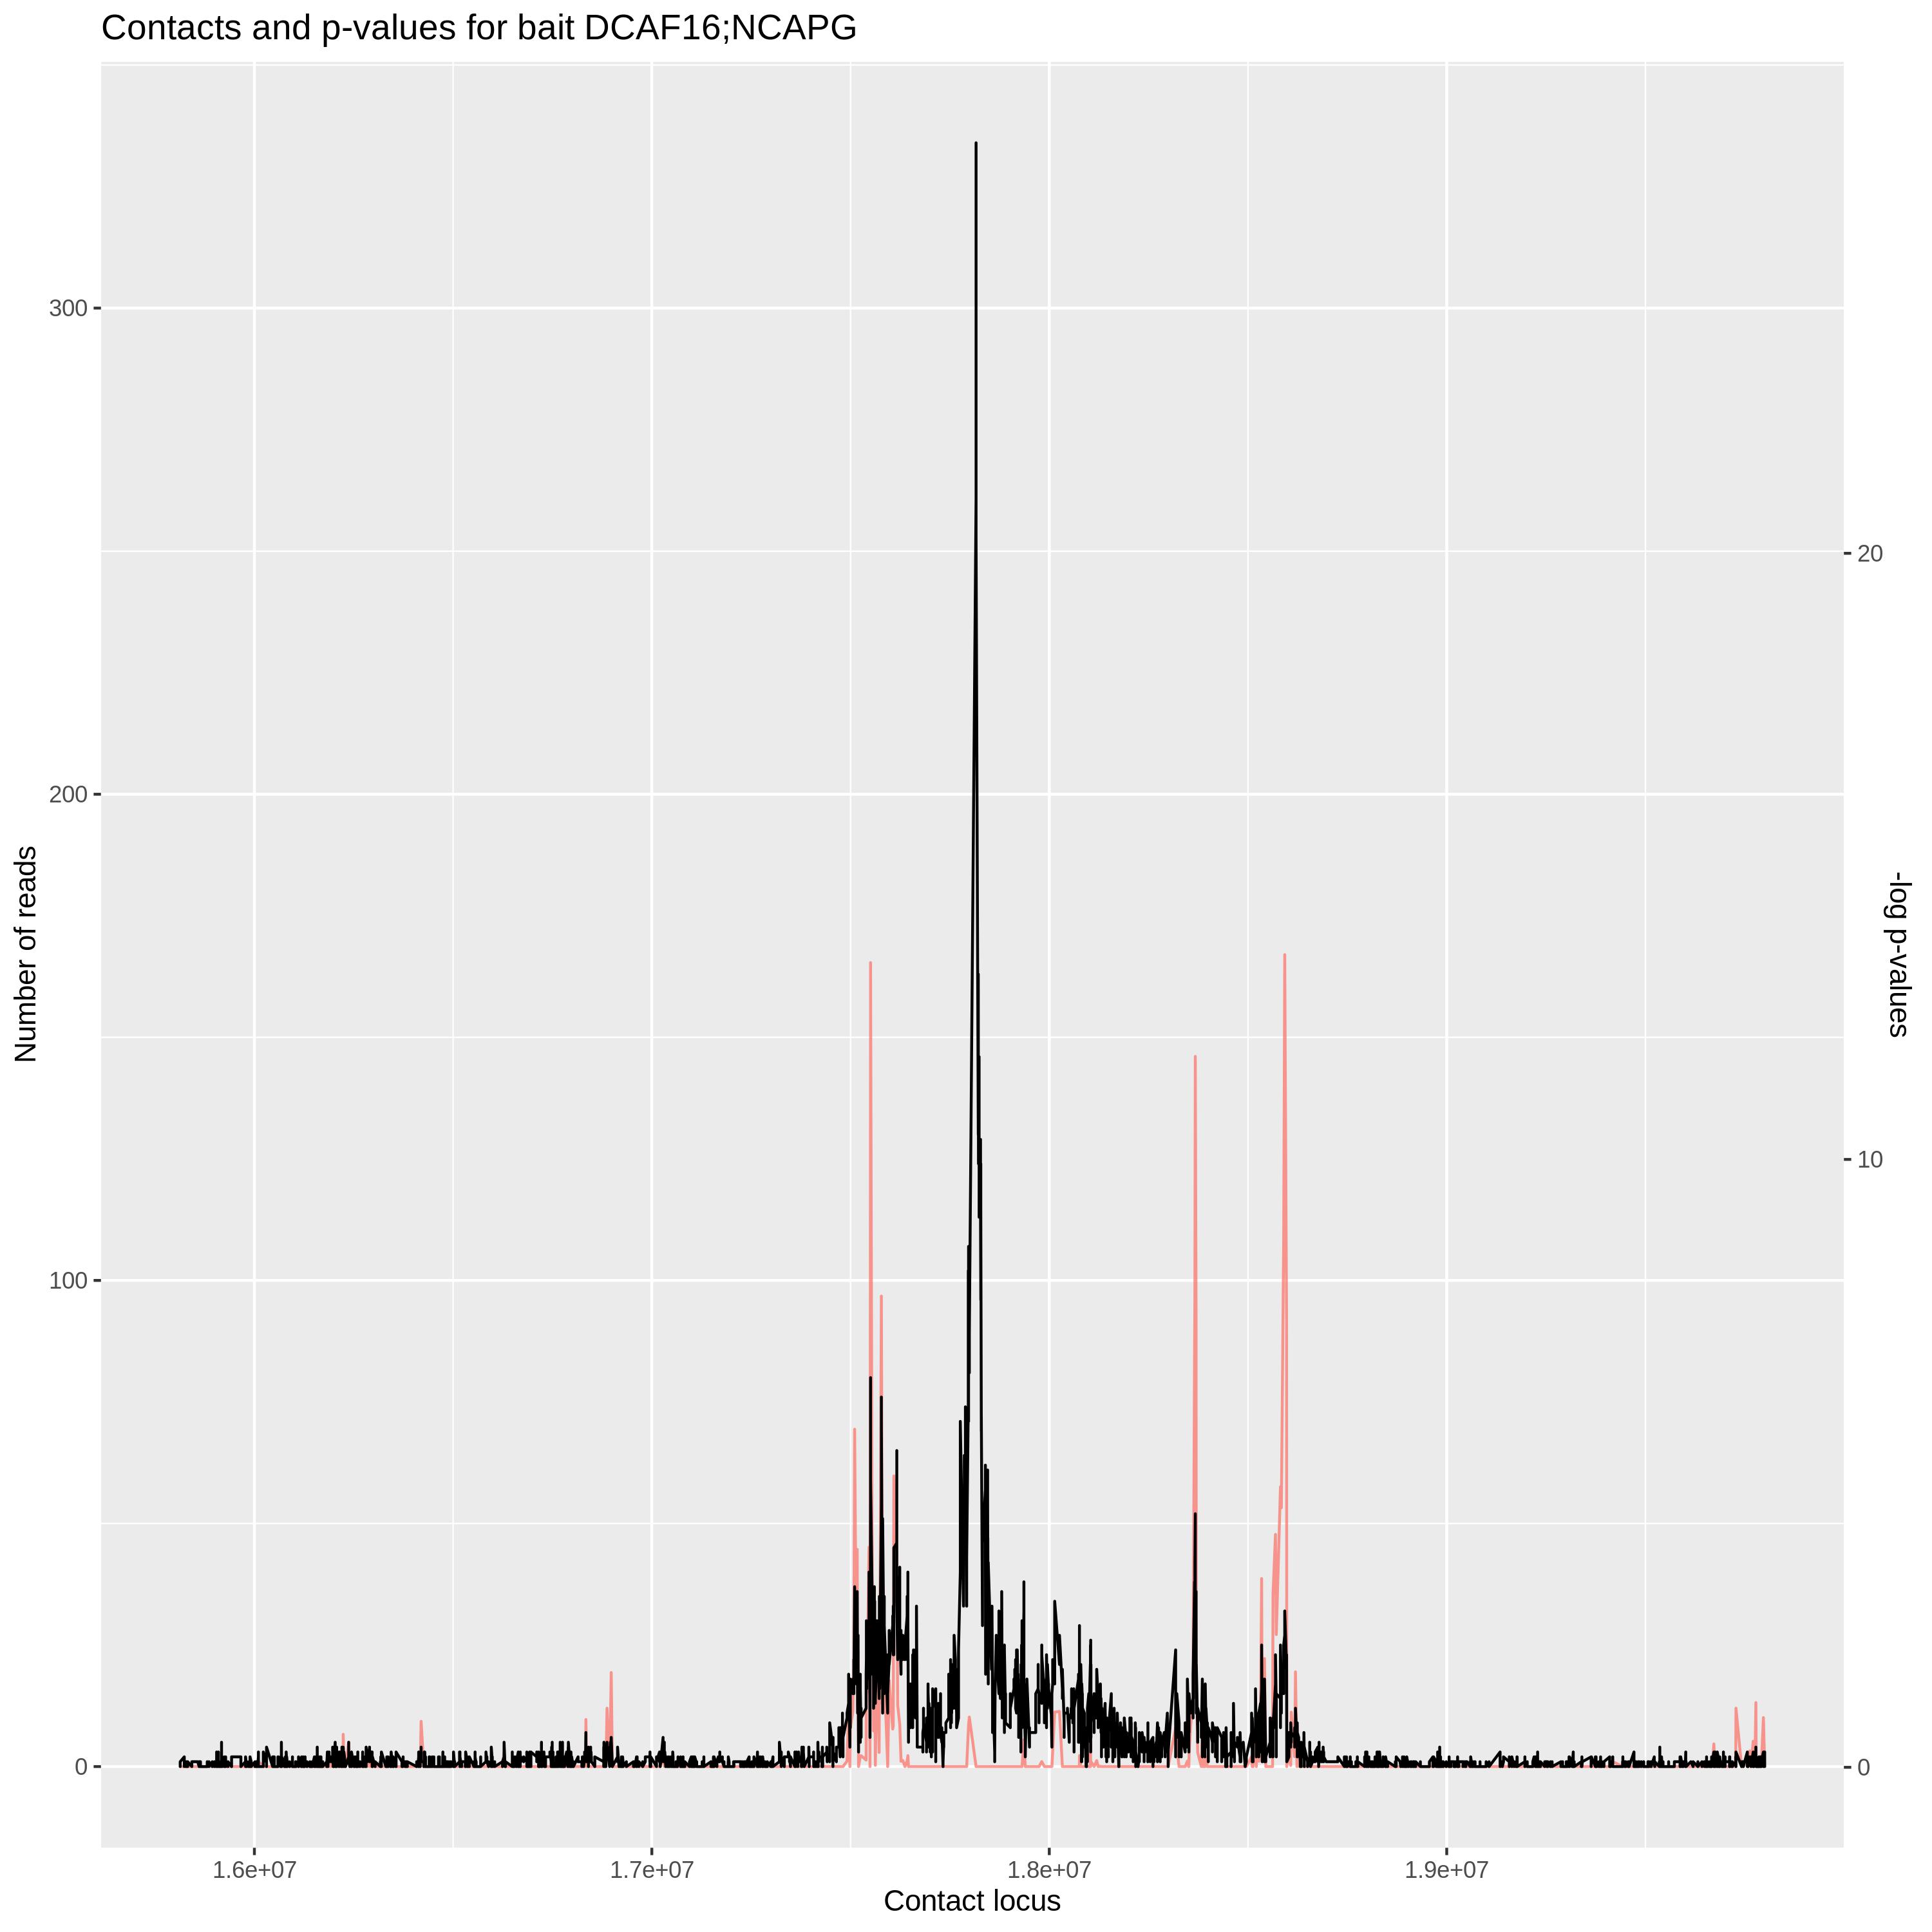 Contacts and p-values for bait DCAF16;NCAPG
300
200
100
0
Number of reads
20
10
0
-log p-values
1.6e+07 1.7e+07 1.8e+07 1.9e+07
Contact locus